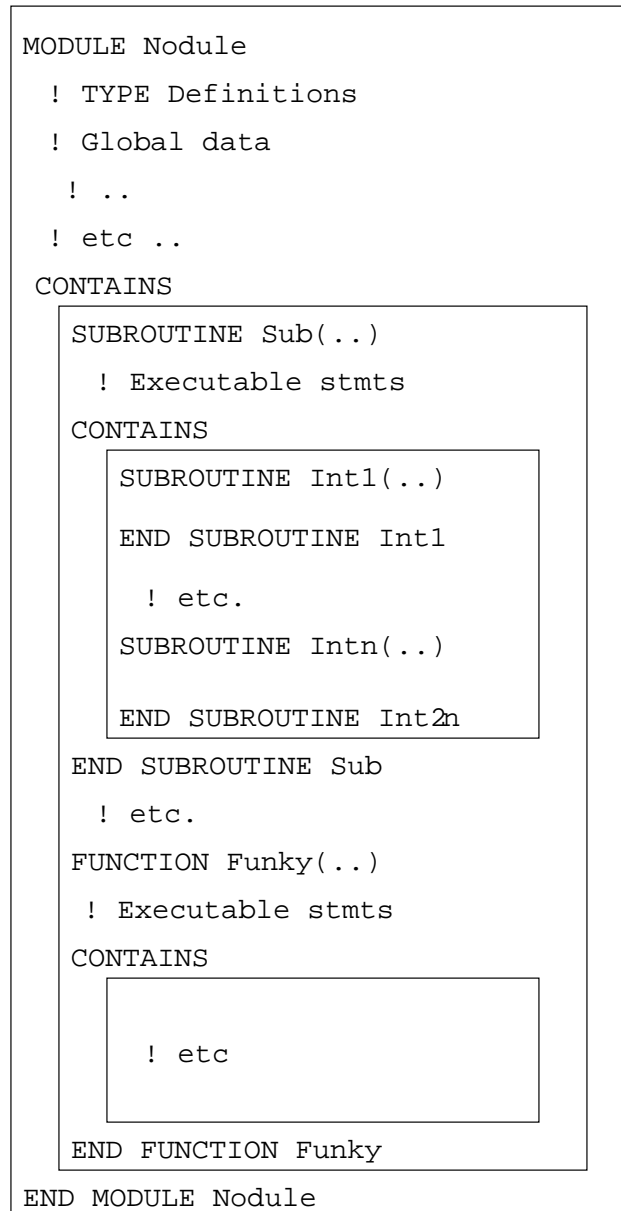 MODULE Nodule
! TYPE Definitions
! Global data
! ..
! etc ..
CONTAINS
SUBROUTINE Sub(..)
! Executable stmts
CONTAINS
SUBROUTINE Int1(..)
END SUBROUTINE Int1
! etc.
SUBROUTINE Intn(..)
END SUBROUTINE Int2n
END SUBROUTINE Sub
! etc.
FUNCTION Funky(..)
! Executable stmts
CONTAINS
! etc
END FUNCTION Funky
END MODULE Nodule